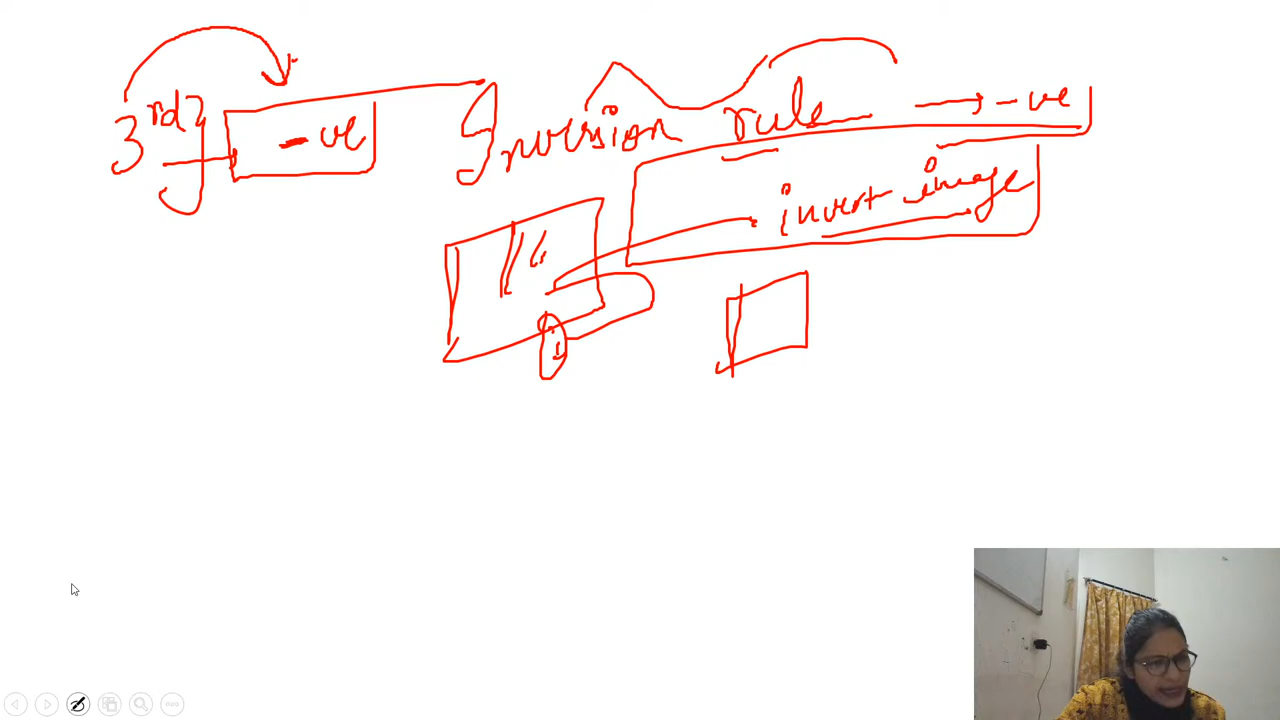 3rd -ve Inversion rule → -ve
invert image
i